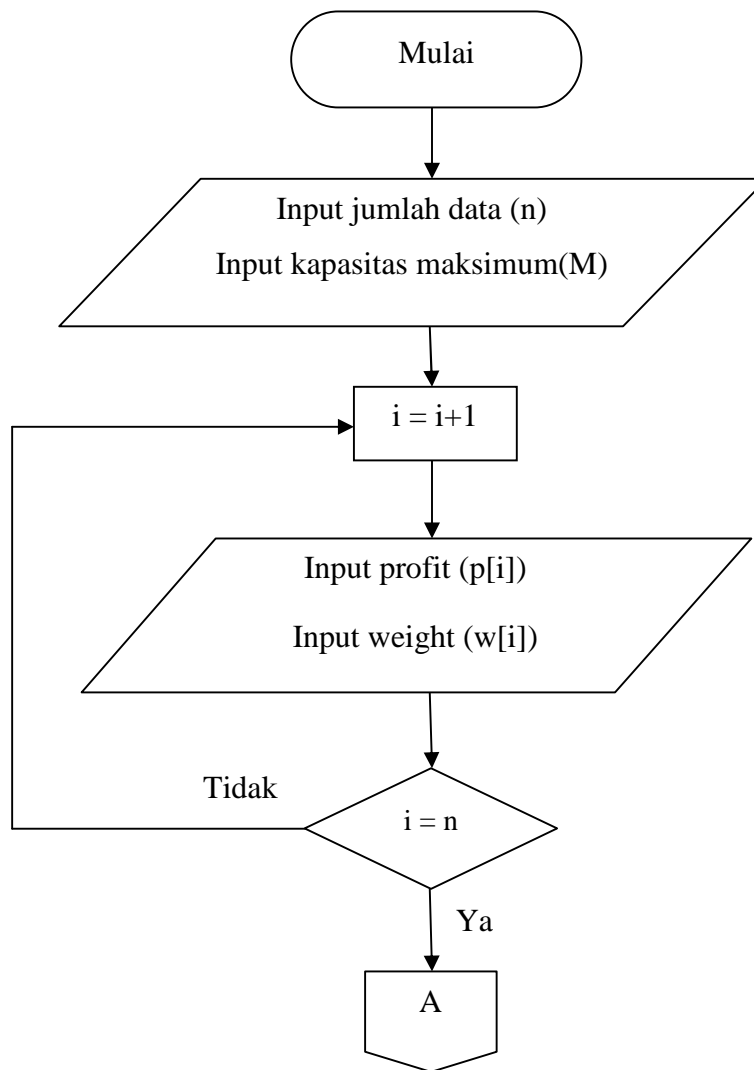 Mulai
Input jumlah data (n)
Input kapasitas maksimum(M)
i = i+1
Input profit (p[i])
Input weight (w[i])
Tidak
i = n
Ya
A